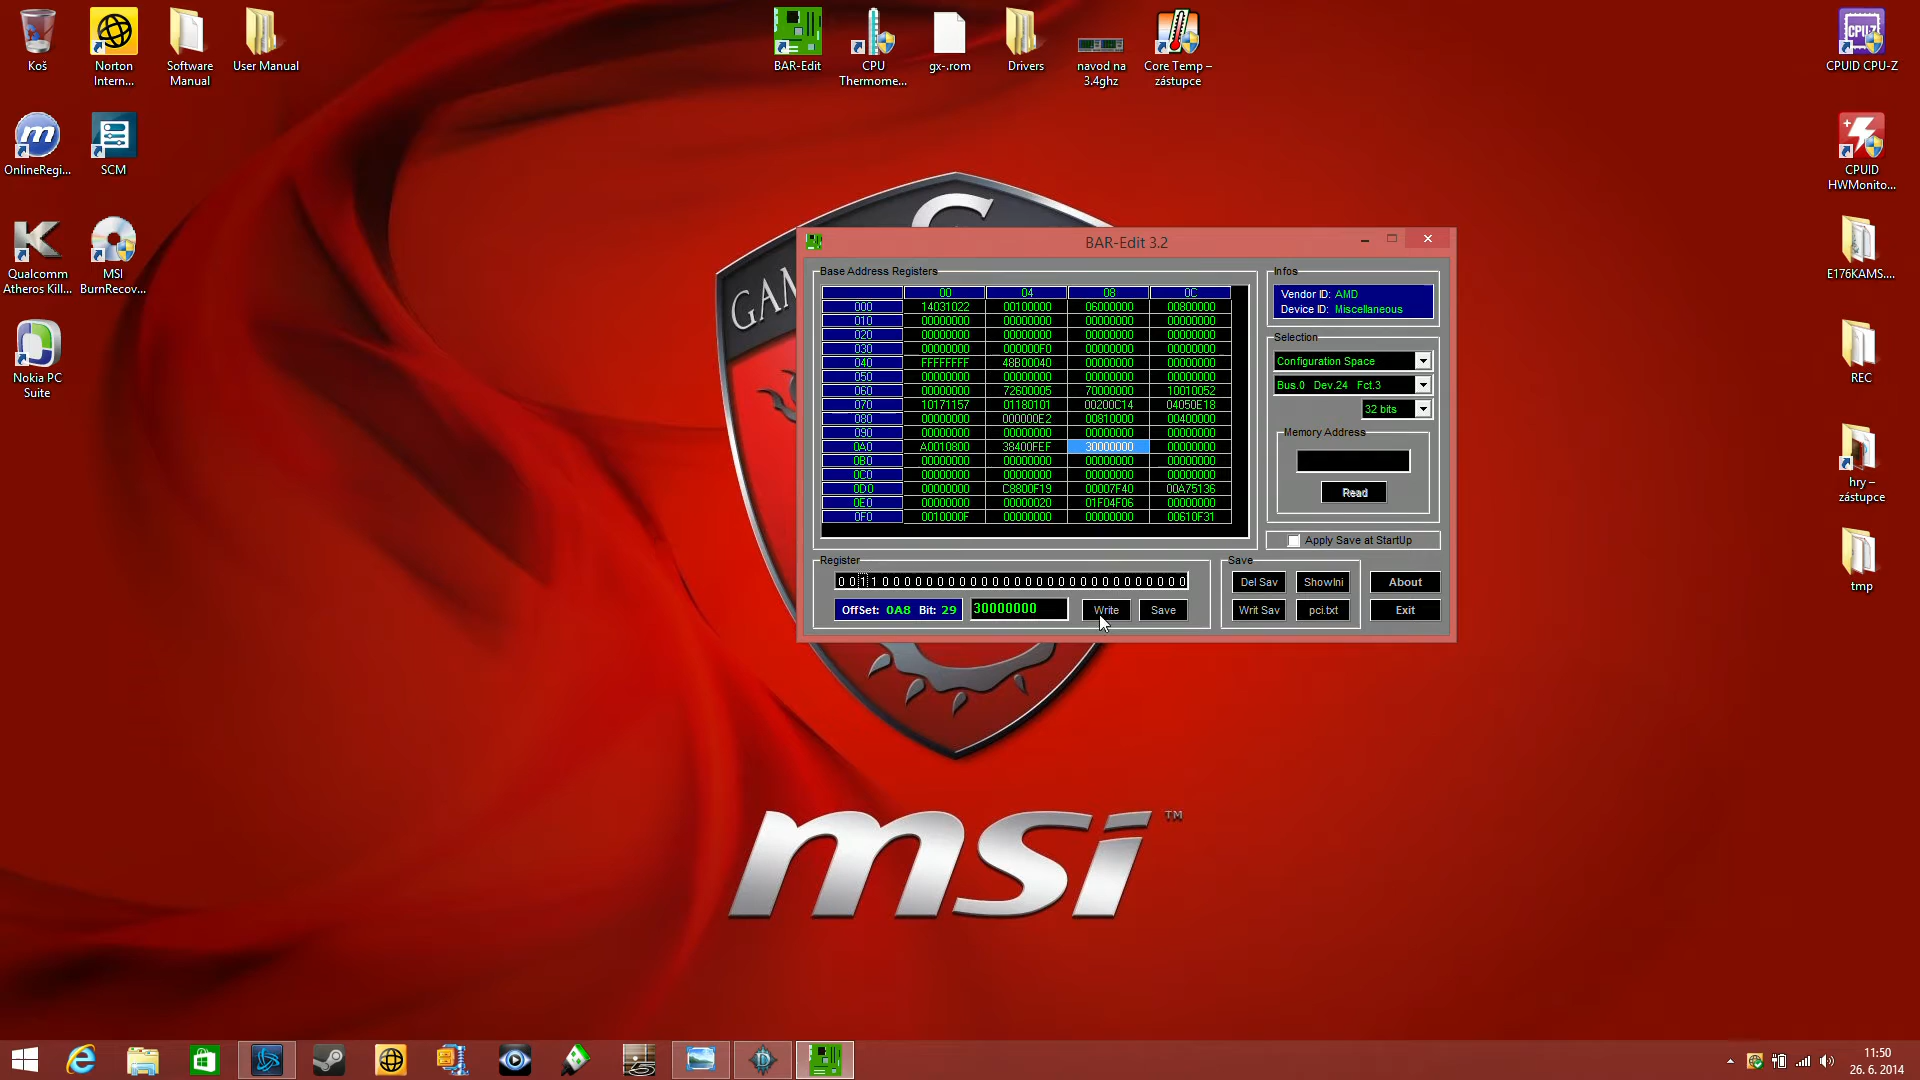 Koš
Norton
Intern...
Software
Manual
User Manual
BAR-Edit
CPU
Thermome...
gx-.rom
Drivers
navod na
3.4ghz
Core Temp –
zástupce
CPUID CPU-Z
OnlineRegi...
SCM
CPUID
HWMonito...
Qualcomm
Atheros Kill...
MSI
BurnRecov...
E176KAMS....
Nokia PC
Suite
REC
hry –
zástupce
tmp
BAR-Edit 3.2
Base Address Registers
00 04 08 0C
000 14031022 00100000 06000000 00800000
010 00000000 00000000 00000000 00000000
020 00000000 00000000 00000000 00000000
030 00000000 000000F0 00000000 00000000
040 FFFFFFFF 48B00040 00000000 00000000
050 00000000 00000000 00000000 00000000
060 00000000 72680005 70000000 10010052
070 10171157 01180101 00200C14 04050E18
080 00000000 000000E2 00810000 00400000
090 00000000 00000000 00000000 00000000
0A0 A0010800 38400FEF 30000000 00000000
0B0 00000000 00000000 00000000 00000000
0C0 00000000 00000000 00000000 00000000
0D0 00000000 C8800F19 00007F40 00A75136
0E0 00000000 00000020 01F04F06 00000000
0F0 0010000F 00000000 00000000 00610F31
Infos
Vendor ID: AMD
Device ID: Miscellaneous
Selection
Configuration Space
Bus.0 Dev.24 Fct.3
32 bits
Memory Address
Read
Apply Save at StartUp
Register
0 0 1 1 0 0 0 0 0 0 0 0 0 0 0 0 0 0 0 0 0 0 0 0 0 0 0 0 0 0 0 0
OffSet: 0A8 Bit: 29
30000000
Write
Save
Save
Del Sav
ShowIni
Writ Sav
pci.txt
About
Exit
G
GAM
msi™
11:50
26. 6. 2014